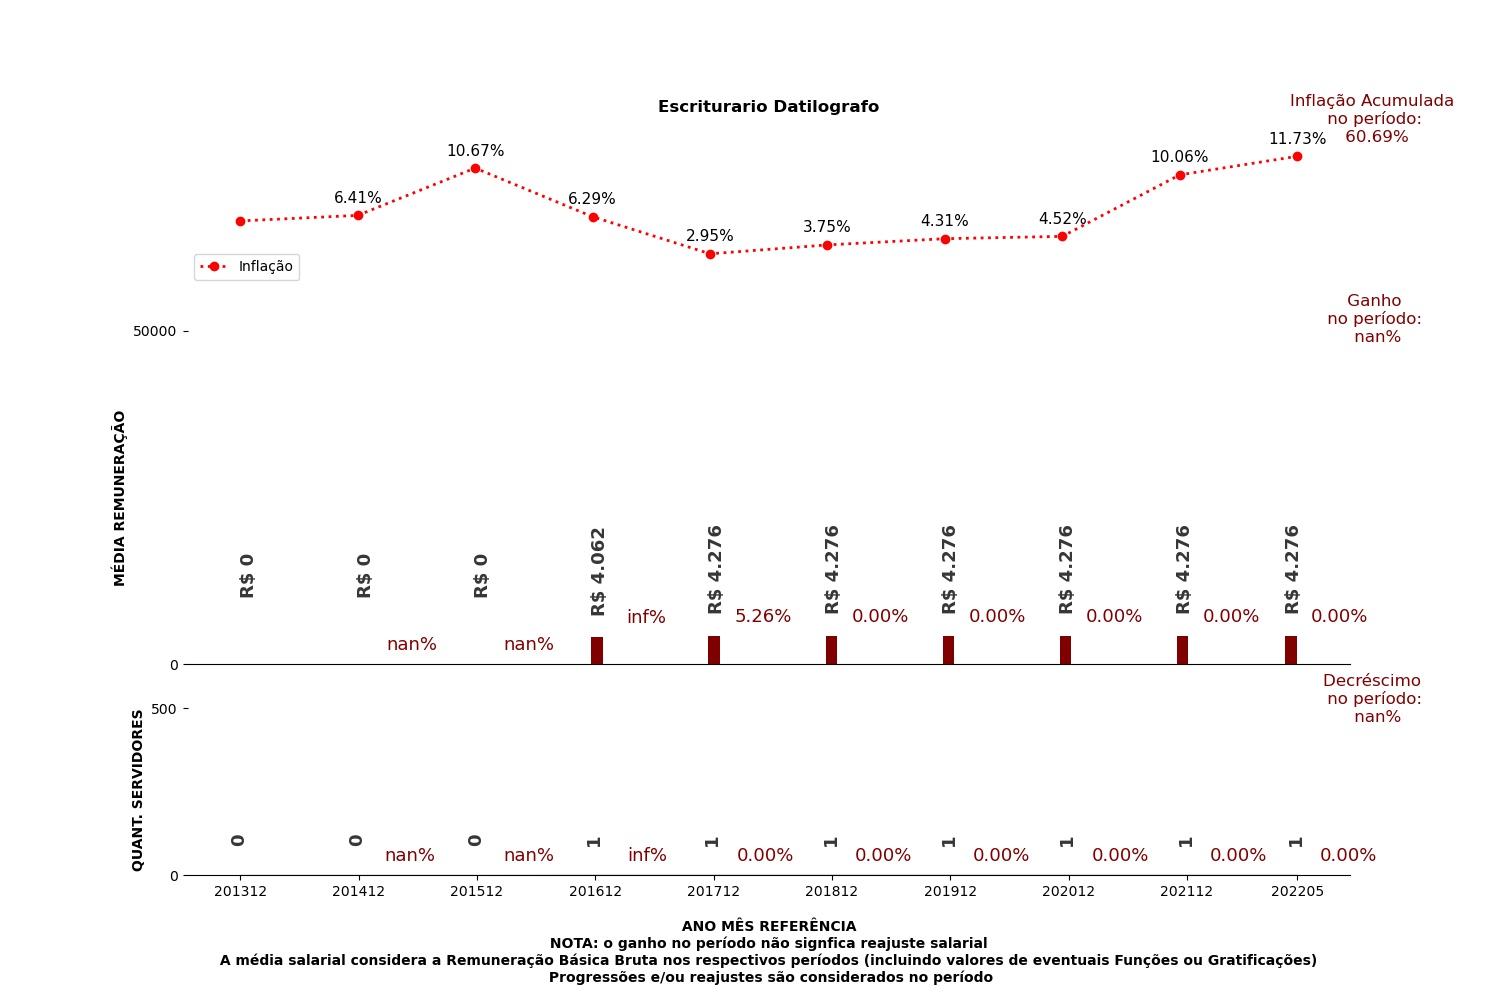 Escriturario Datilografo
Inflação Acumulada
no período:
60.69%
6.41%
10.67%
6.29%
2.95%
3.75%
4.31%
4.52%
10.06%
11.73%
Inflação
Ganho
no período:
nan%
50000
0
MÉDIA REMUNERAÇÃO
R$ 0
R$ 0
R$ 0
R$ 4.062
R$ 4.276
R$ 4.276
R$ 4.276
R$ 4.276
R$ 4.276
R$ 4.276
nan%
nan%
inf%
5.26%
0.00%
0.00%
0.00%
0.00%
0.00%
Decréscimo
no período:
nan%
500
0
QUANT. SERVIDORES
0
0
0
1
1
1
1
1
1
1
nan%
nan%
inf%
0.00%
0.00%
0.00%
0.00%
0.00%
0.00%
201312
201412
201512
201612
201712
201812
201912
202012
202112
202205
ANO MÊS REFERÊNCIA
NOTA: o ganho no período não signfica reajuste salarial
A média salarial considera a Remuneração Básica Bruta nos respectivos períodos (incluindo valores de eventuais Funções ou Gratificações)
Progressões e/ou reajustes são considerados no período